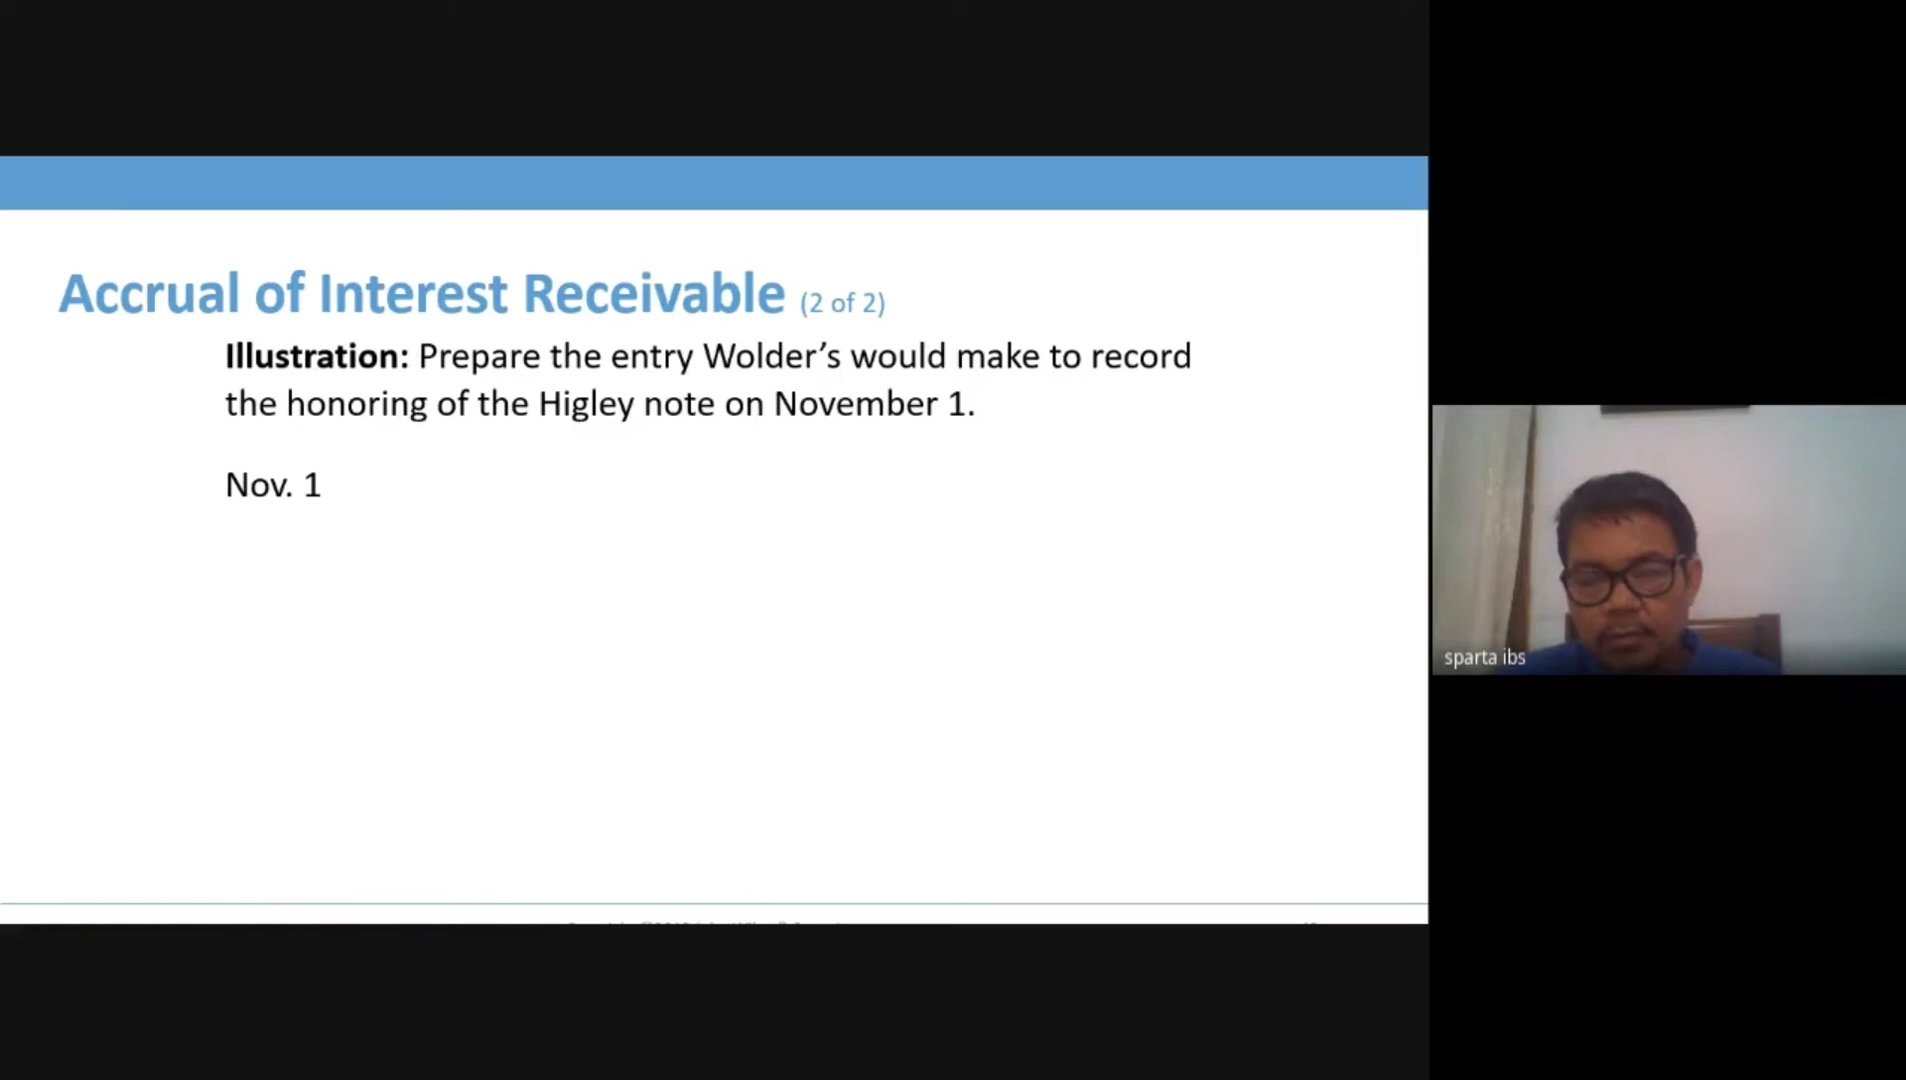 Accrual of Interest Receivable (2 of 2)
Illustration: Prepare the entry Wolder’s would make to record
the honoring of the Higley note on November 1.
Nov. 1
sparta ibs